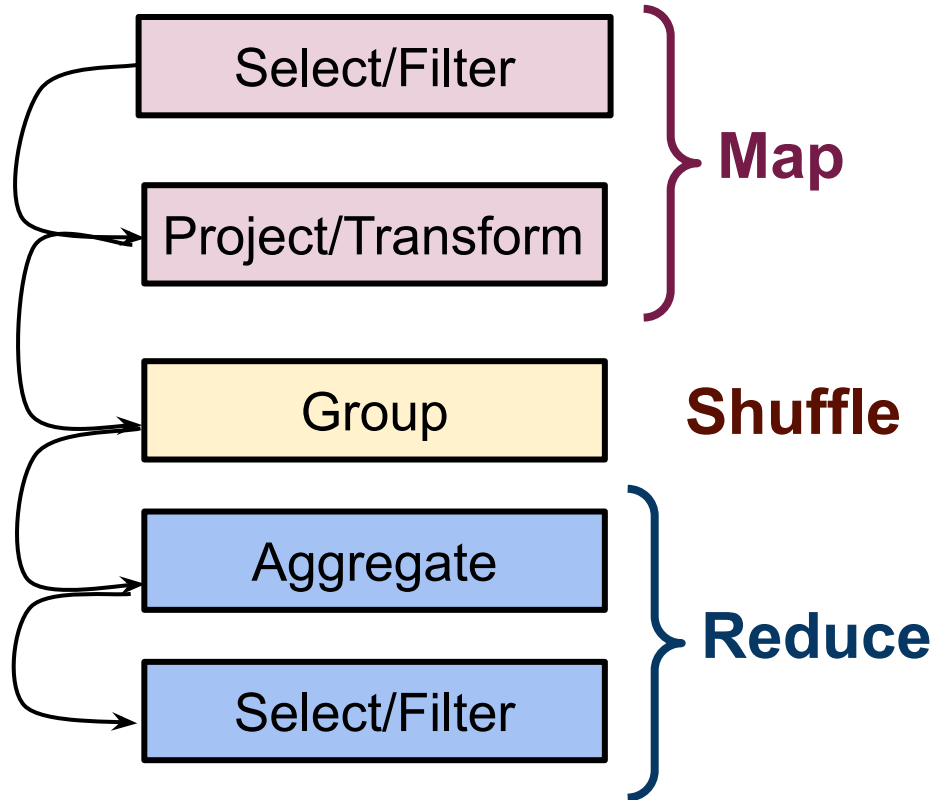 Select/Filter
Map
Project/Transform
Group
Shuffle
Aggregate
Reduce
Select/Filter